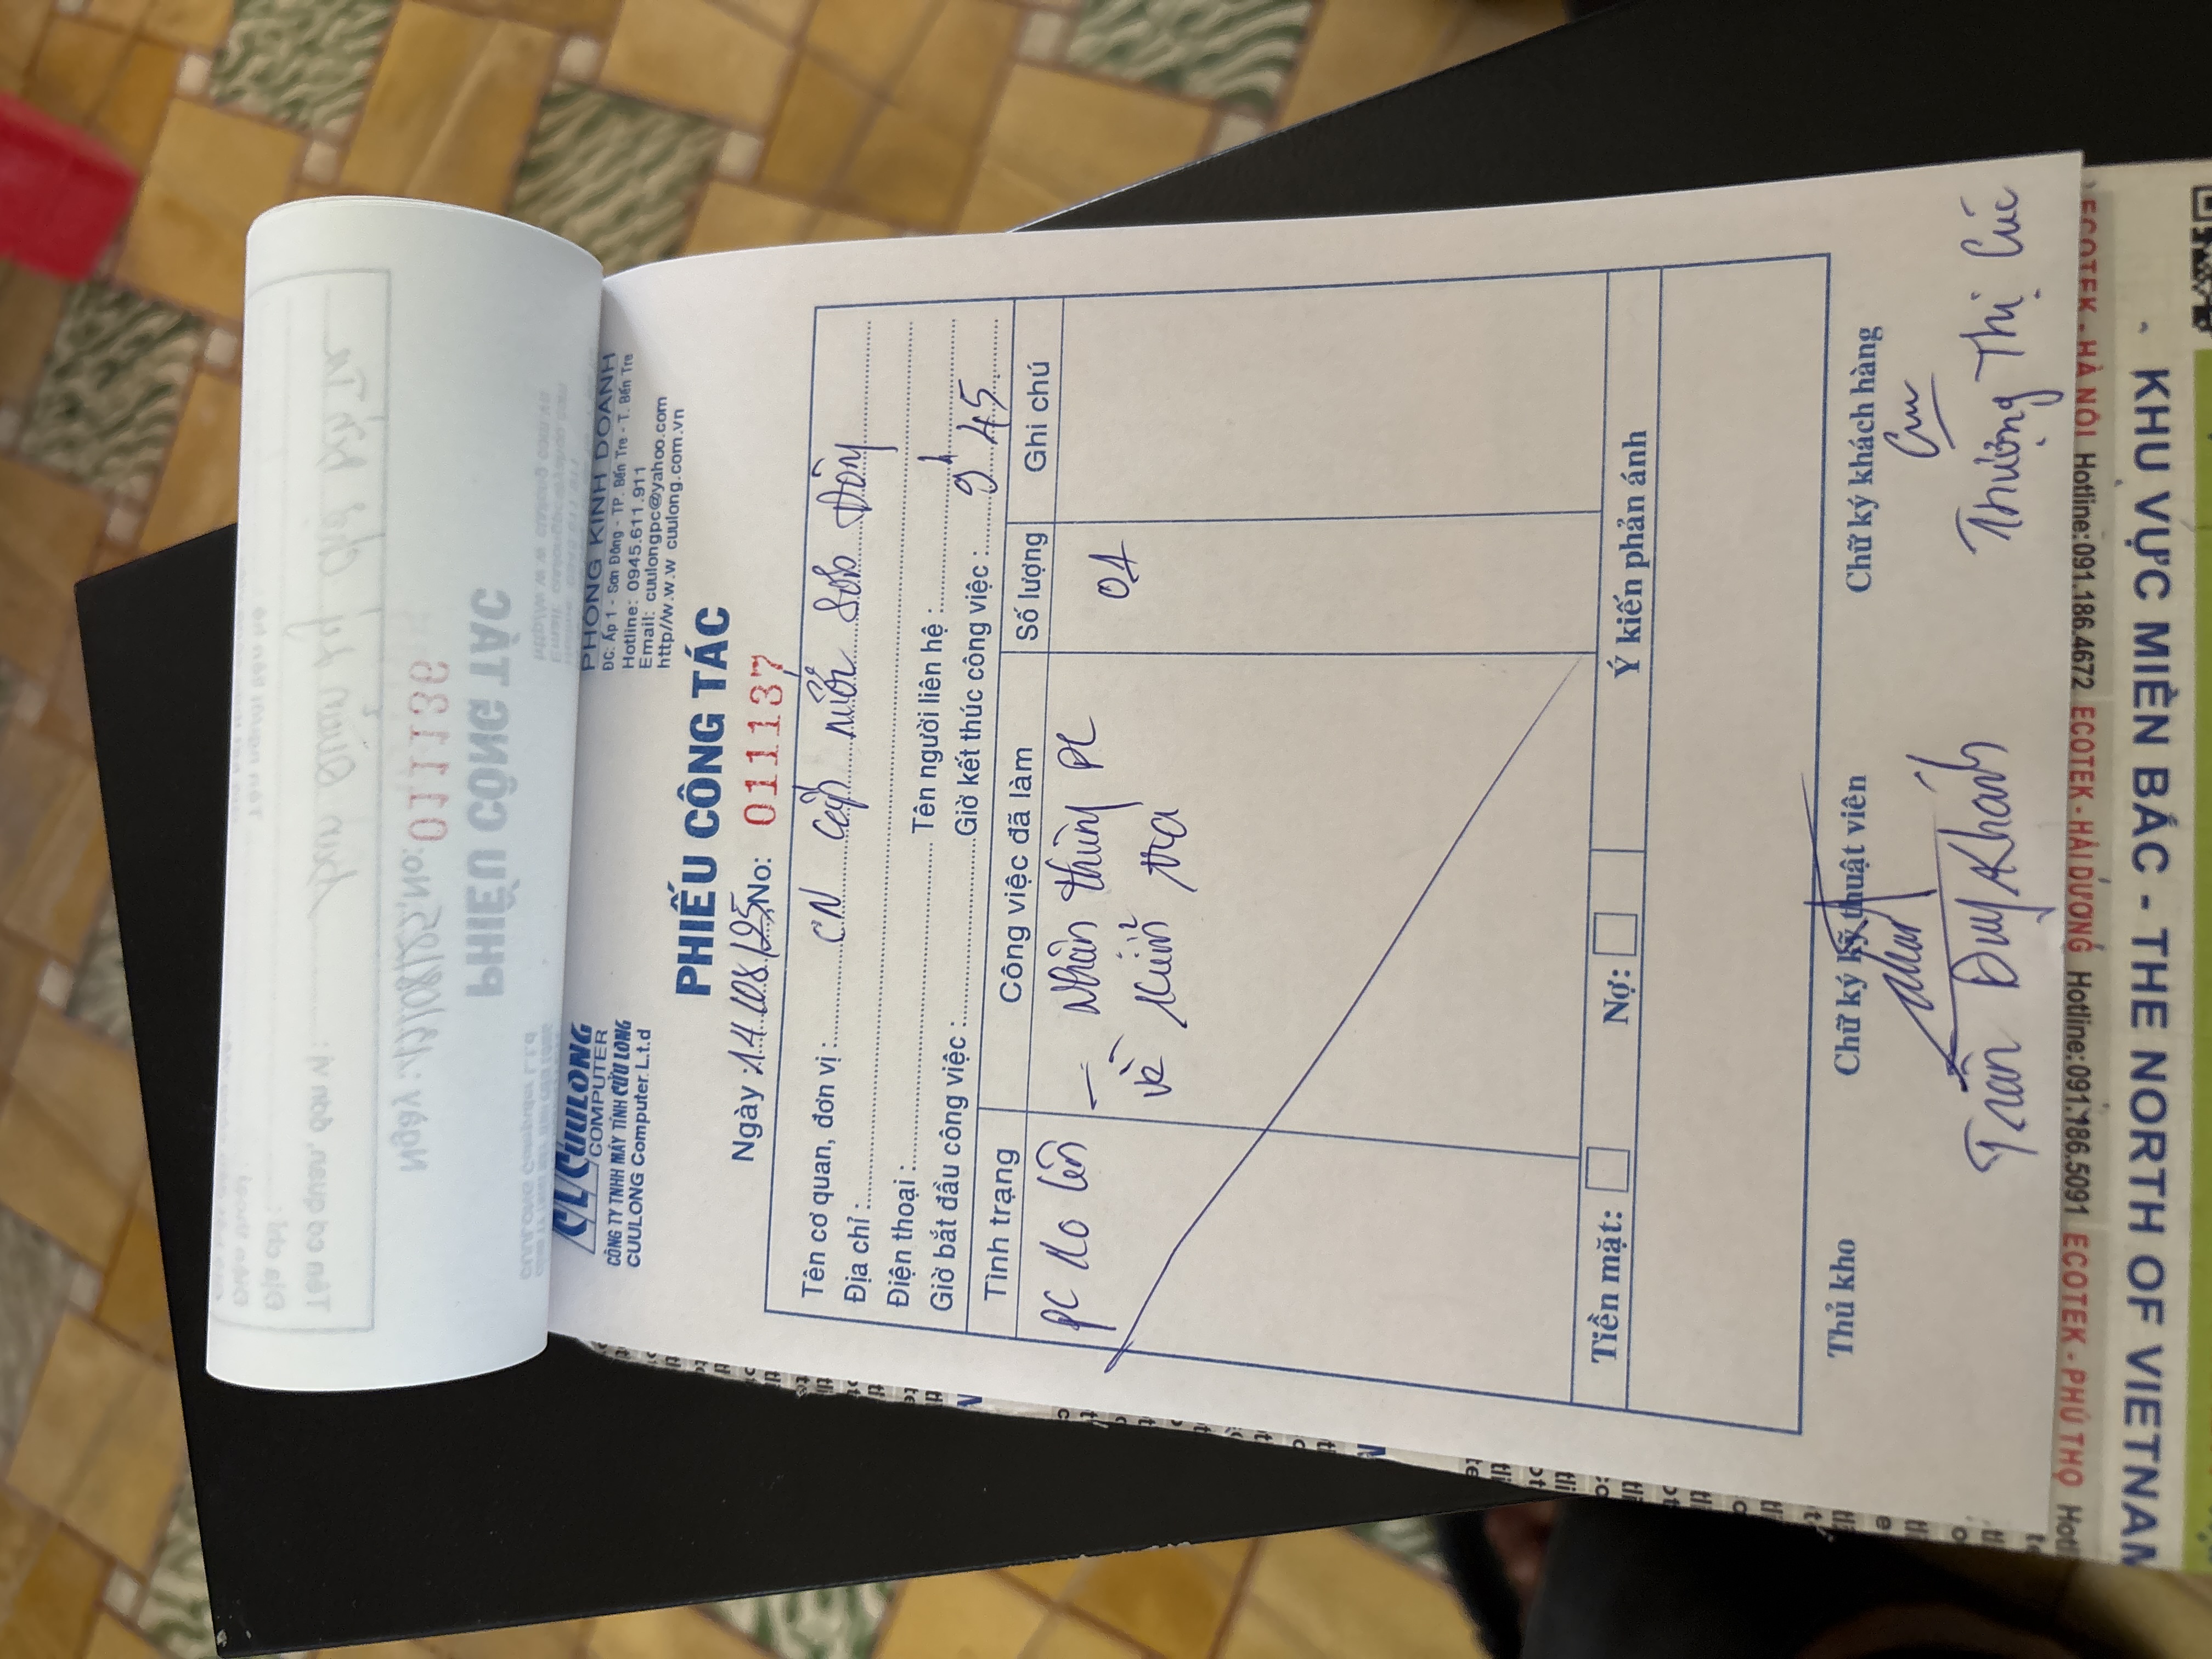 CLCUULONG
COMPUTER
CÔNG TY TNHH MÁY TÍNH CỬU LONG
CUULONG Computer L.t.d
PHÒNG KINH DOANH
ĐC: Ấp 1 - Sơn Đông - TP. Bến Tre - T. Bến Tre
Hotline: 0945.611.911
Email: cuulongpc@yahoo.com
http//w.w.w cuulong.com.vn
PHIẾU CÔNG TÁC
Ngày: 14/08/25 No: 011137
Tên cơ quan, đơn vị: CN cấp nước Sơn Đông
Địa chỉ:
Điện thoại: Tên người liên hệ:
Giờ bắt đầu công việc: Giờ kết thúc công việc: 9h45
Tình trạng Công việc đã làm Số lượng Ghi chú
PC ko lên - Nhận thùng PC 01
về kiểm tra
Tiền mặt: Nợ: Ý kiến phản ánh
Thủ kho Chữ ký kỹ thuật viên Chữ ký khách hàng
Trần Duy Khánh Thượng Thị Cúc
ECOTEK - HÀ NỘI Hotline:091.186.4672 ECOTEK - HẢI DƯƠNG Hotline:091.186.5091 ECOTEK - PHÚ THỌ
KHU VỰC MIỀN BẮC - THE NORTH OF VIETNAM
PHIẾU CÔNG TÁC
No: 011136